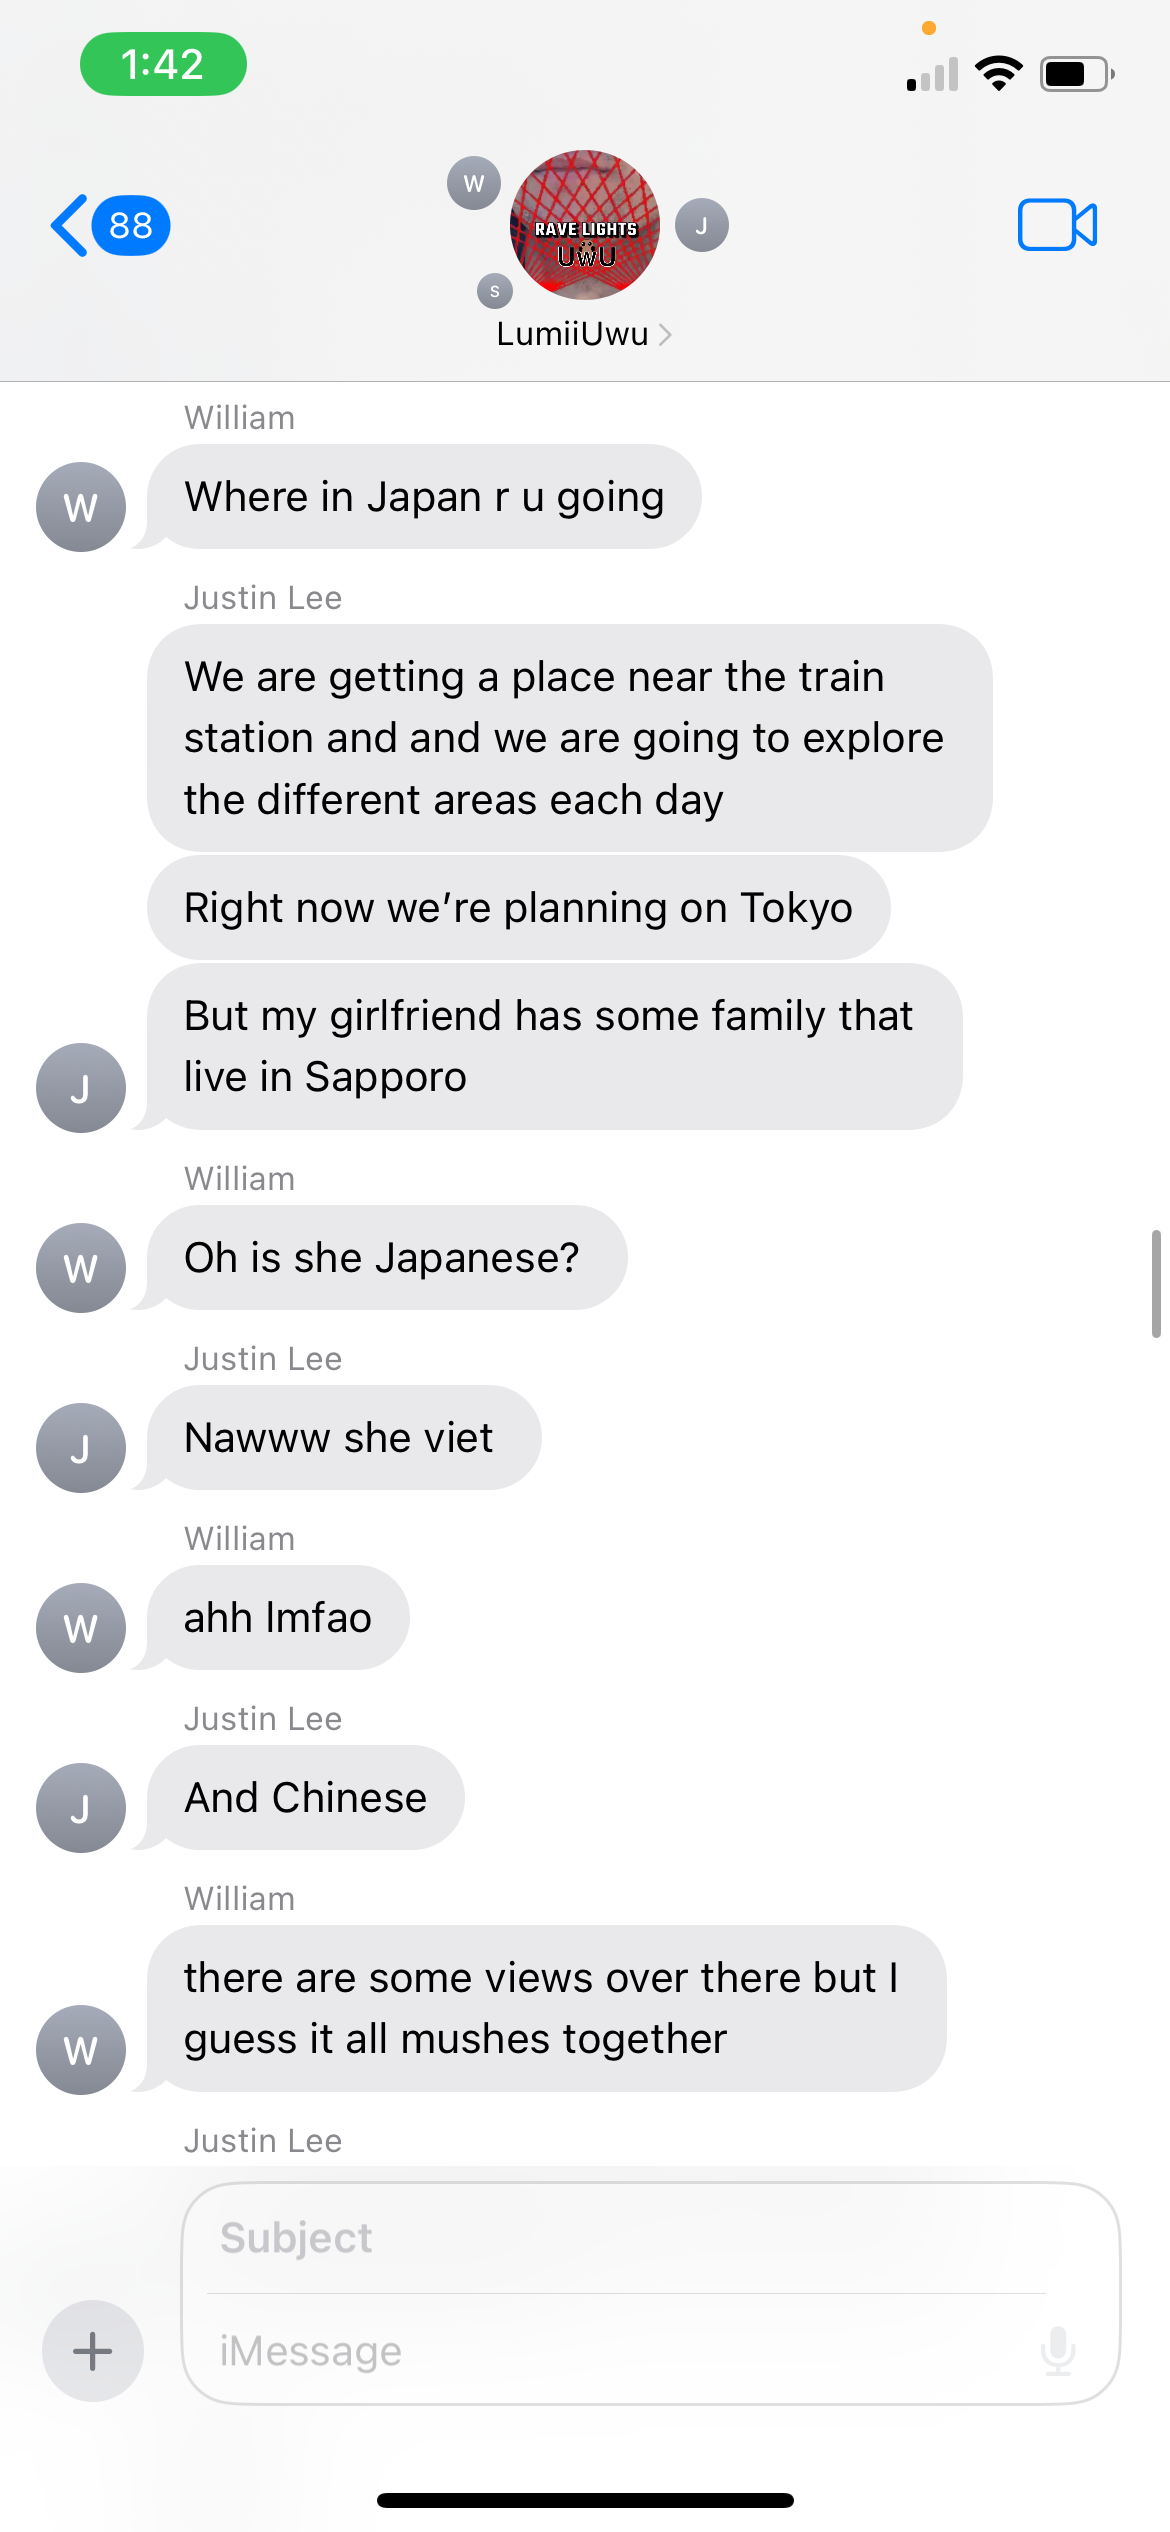 1:42
88
W
J
S
RAVE LIGHTS
UWU
LumiiUwu
William
W
Where in Japan r u going
Justin Lee
We are getting a place near the train
station and and we are going to explore
the different areas each day
Right now we’re planning on Tokyo
But my girlfriend has some family that
live in Sapporo
J
William
Oh is she Japanese?
W
Justin Lee
Nawww she viet
J
William
ahh lmfao
W
Justin Lee
And Chinese
J
William
there are some views over there but I
guess it all mushes together
W
Justin Lee
Subject
iMessage